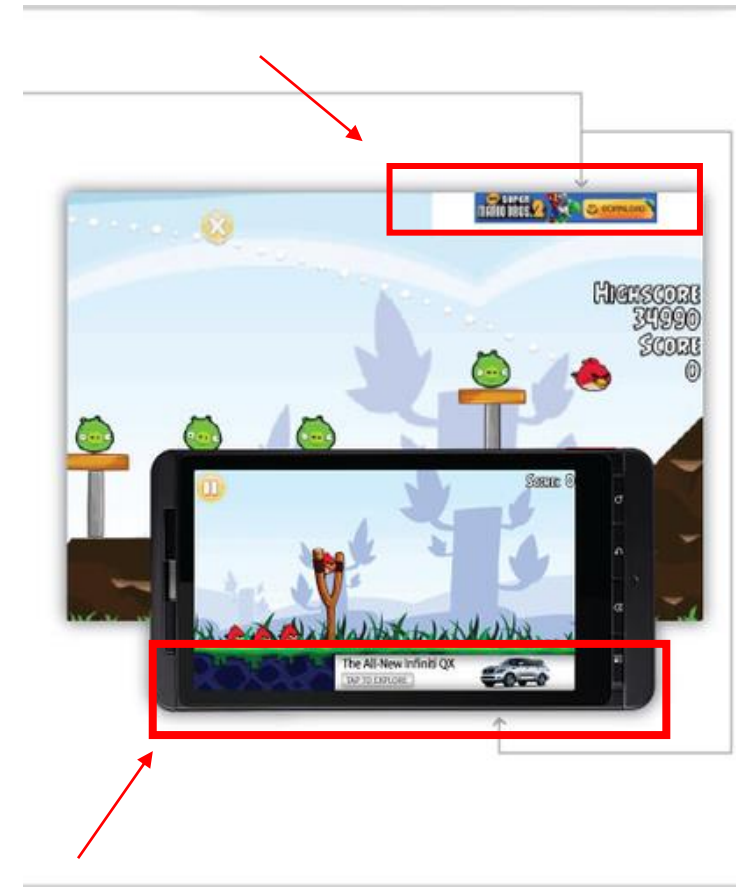 NEW SUPER
MARIO BROS. 2
DOWNLOAD
HIGHSCORE
34990
SCORE
0
SCORE: 0
The All-New Infiniti QX
TAP TO EXPLORE